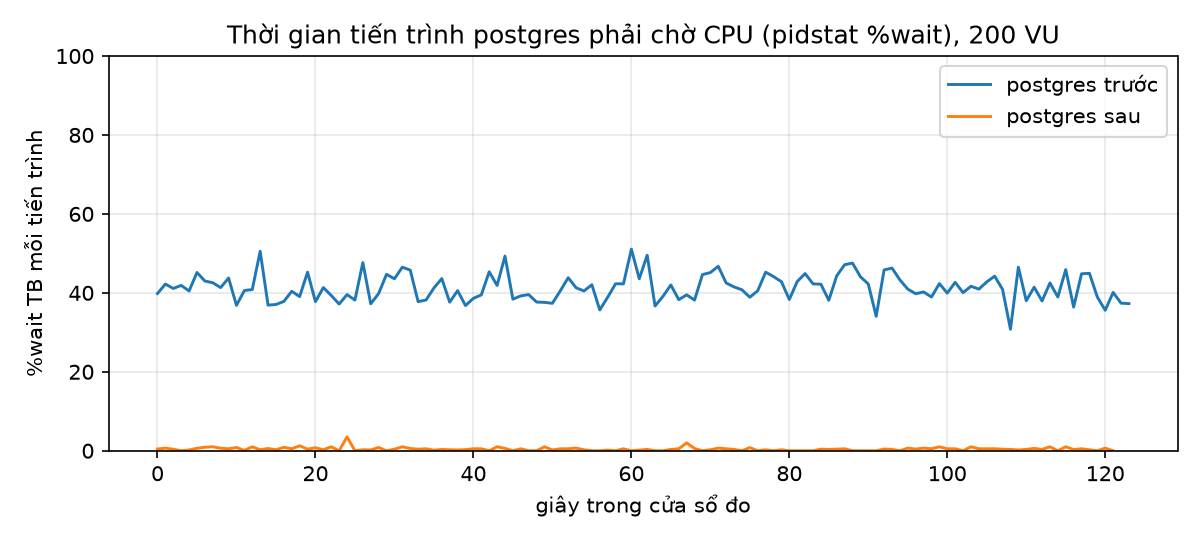 Thời gian tiến trình postgres phải chờ CPU (pidstat %wait), 200 VU
%wait TB mỗi tiến trình
100
80
60
40
20
0
postgres trước
postgres sau
0 20 40 60 80 100 120
giây trong cửa sổ đo